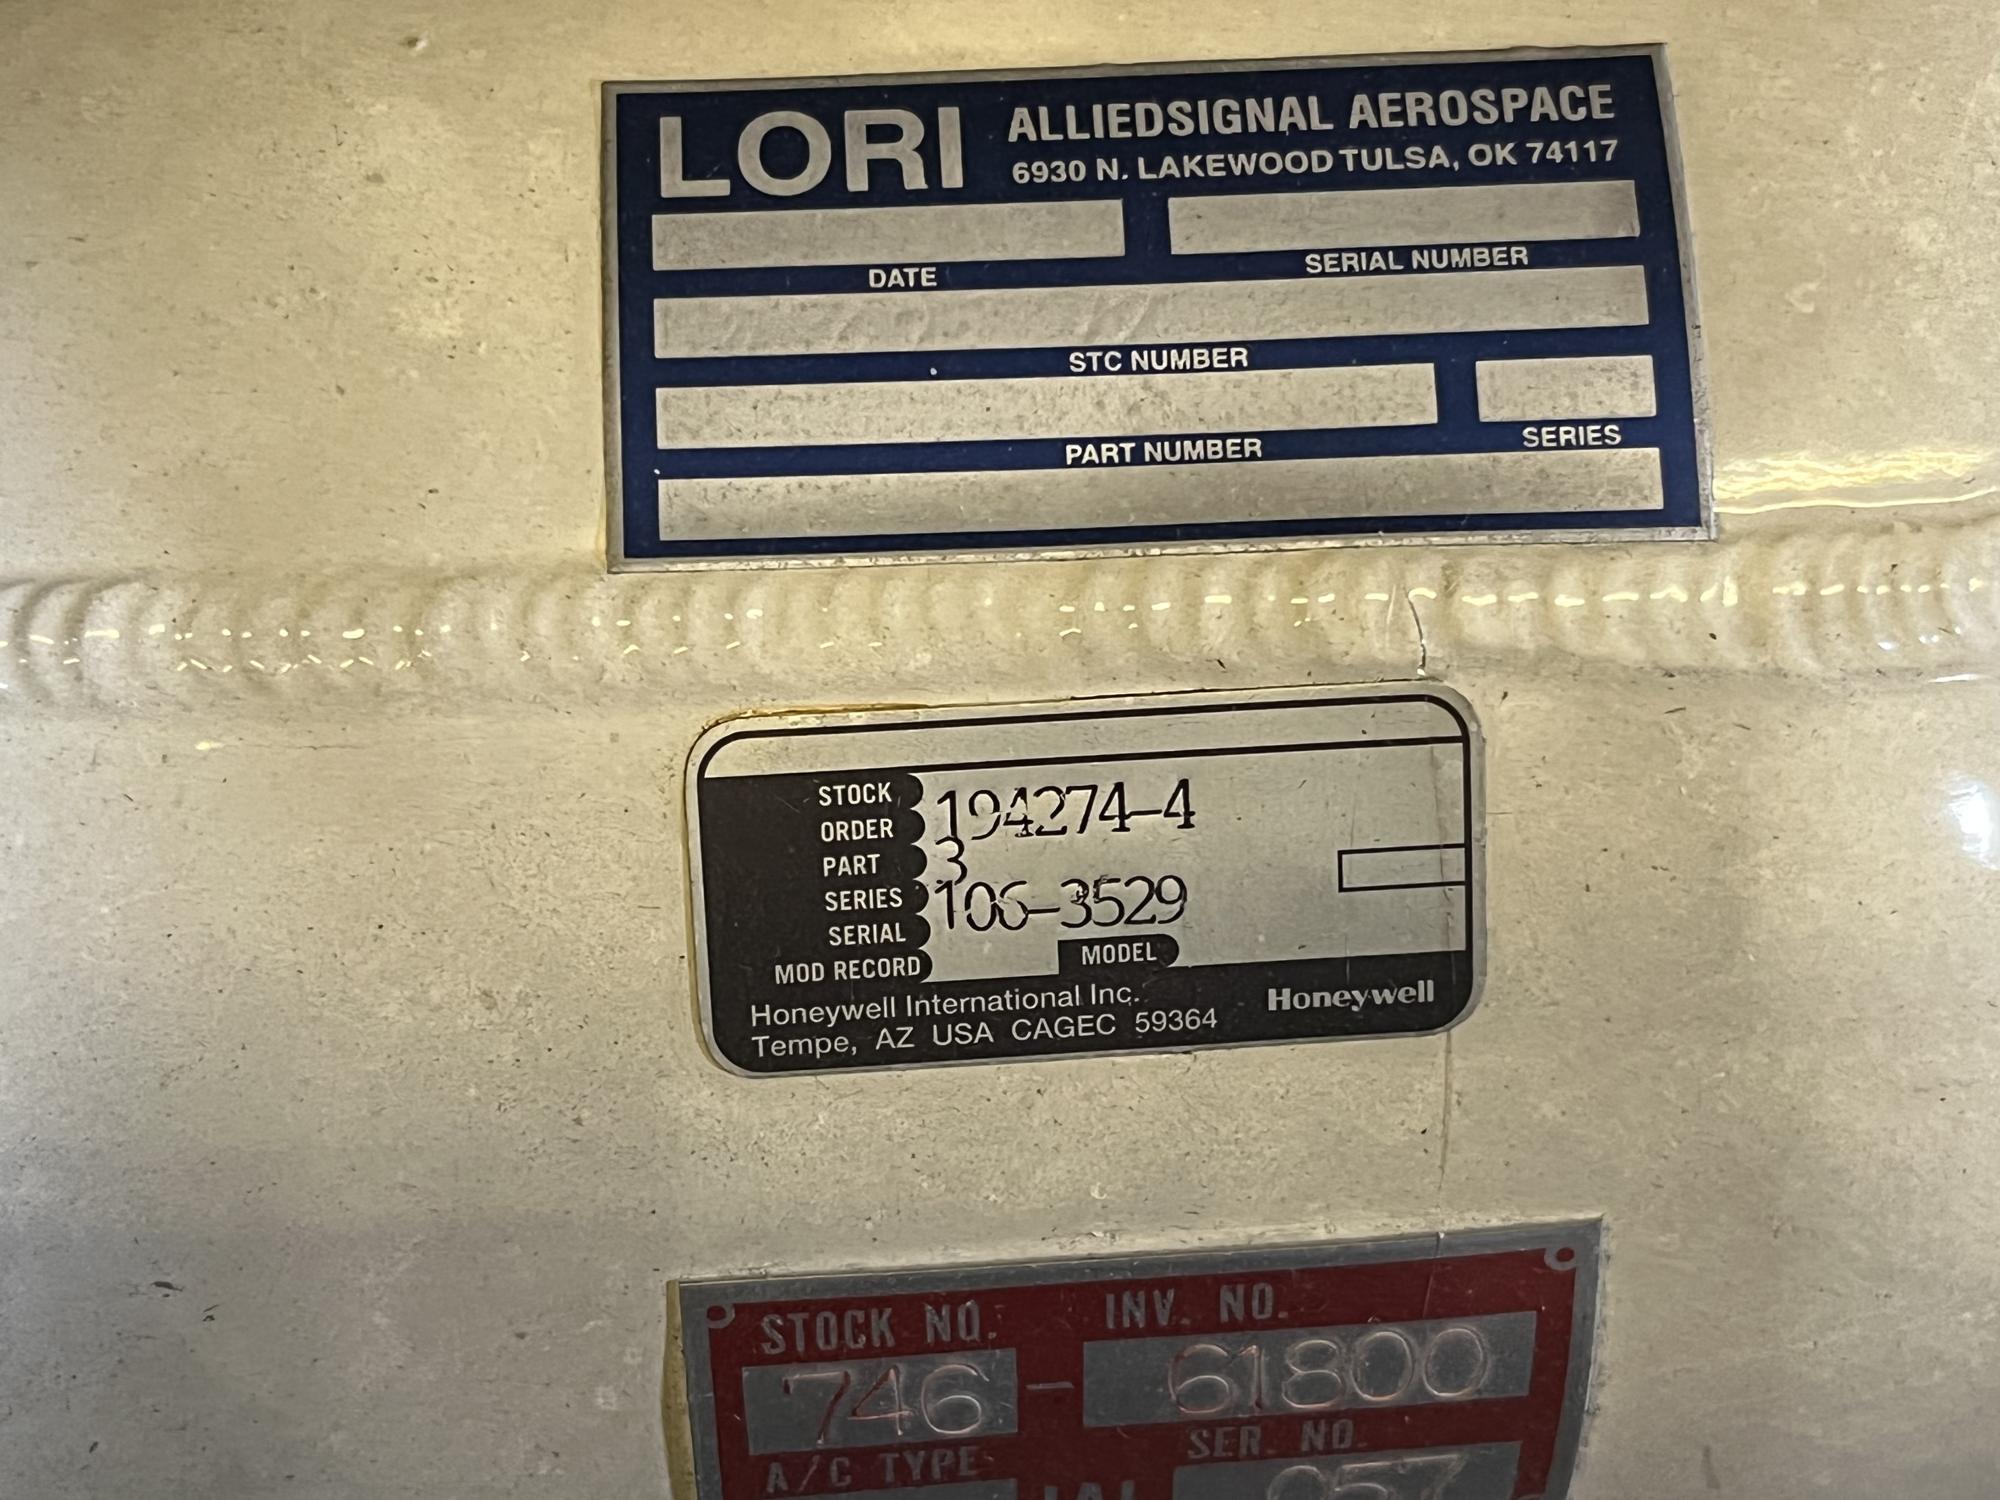 LORI ALLIEDSIGNAL AEROSPACE
6930 N. LAKEWOOD TULSA, OK 74117
DATE SERIAL NUMBER
STC NUMBER
PART NUMBER SERIES
STOCK 194274-4
ORDER
PART 3
SERIES 106-3529
SERIAL
MOD RECORD MODEL
Honeywell International Inc. Honeywell
Tempe, AZ USA CAGEC 59364
STOCK NO. INV. NO.
746 - 61800
A/C TYPE SER. NO.